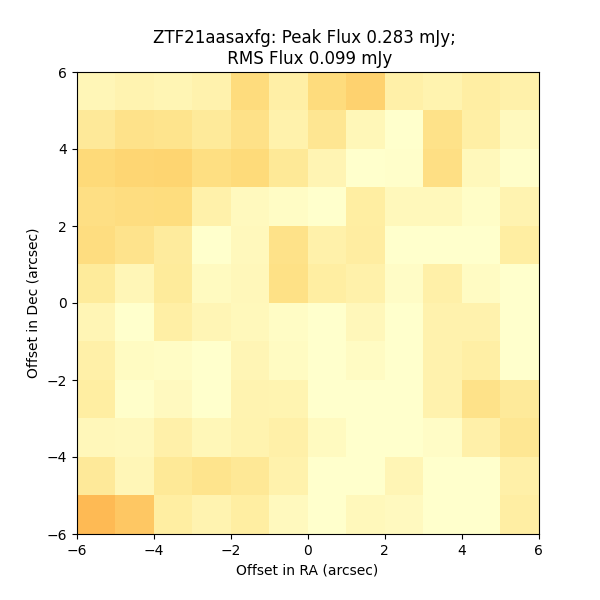 ZTF21aasaxfg: Peak Flux 0.283 mJy;
RMS Flux 0.099 mJy
6
4
2
0
−2
−4
−6
Offset in Dec (arcsec)
−6 −4 −2 0 2 4 6
Offset in RA (arcsec)